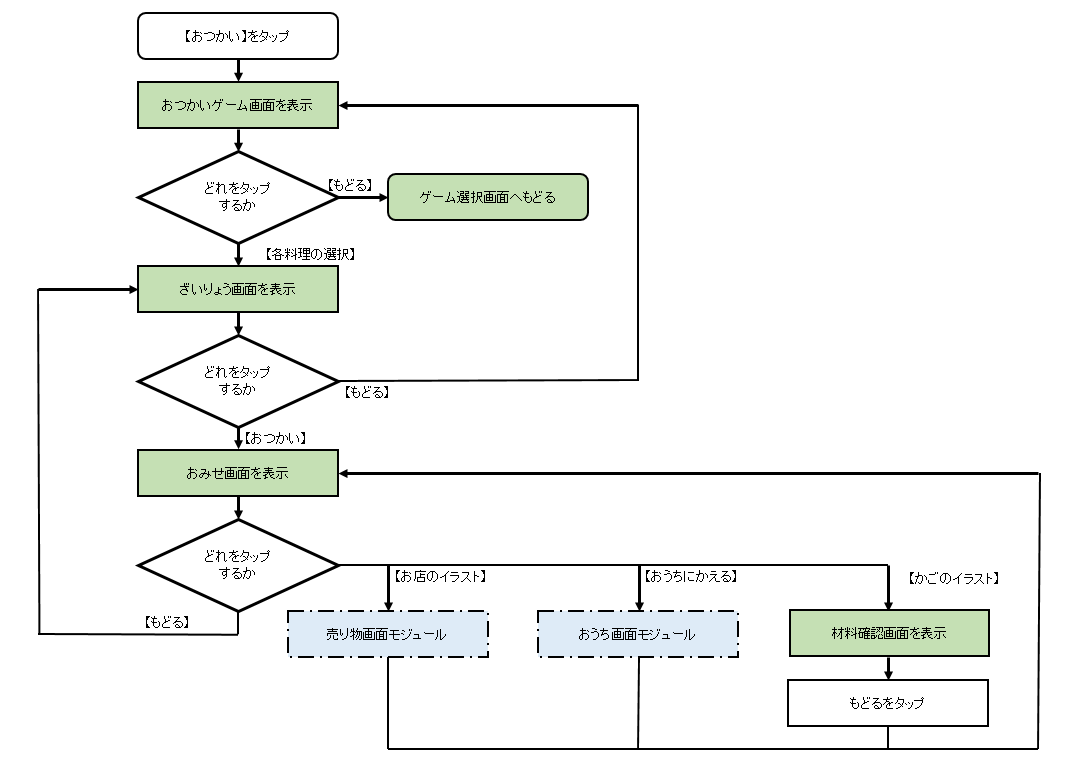 【おつかい】をタップ
おつかいゲーム画面を表示
どれをタップ
するか
【もどる】
ゲーム選択画面へもどる
【各料理の選択】
ざいりょう画面を表示
どれをタップ
するか
【もどる】
【おつかい】
おみせ画面を表示
どれをタップ
するか
【お店のイラスト】
【おうちにかえる】
【かごのイラスト】
【もどる】
売り物画面モジュール
おうち画面モジュール
材料確認画面を表示
もどるをタップ